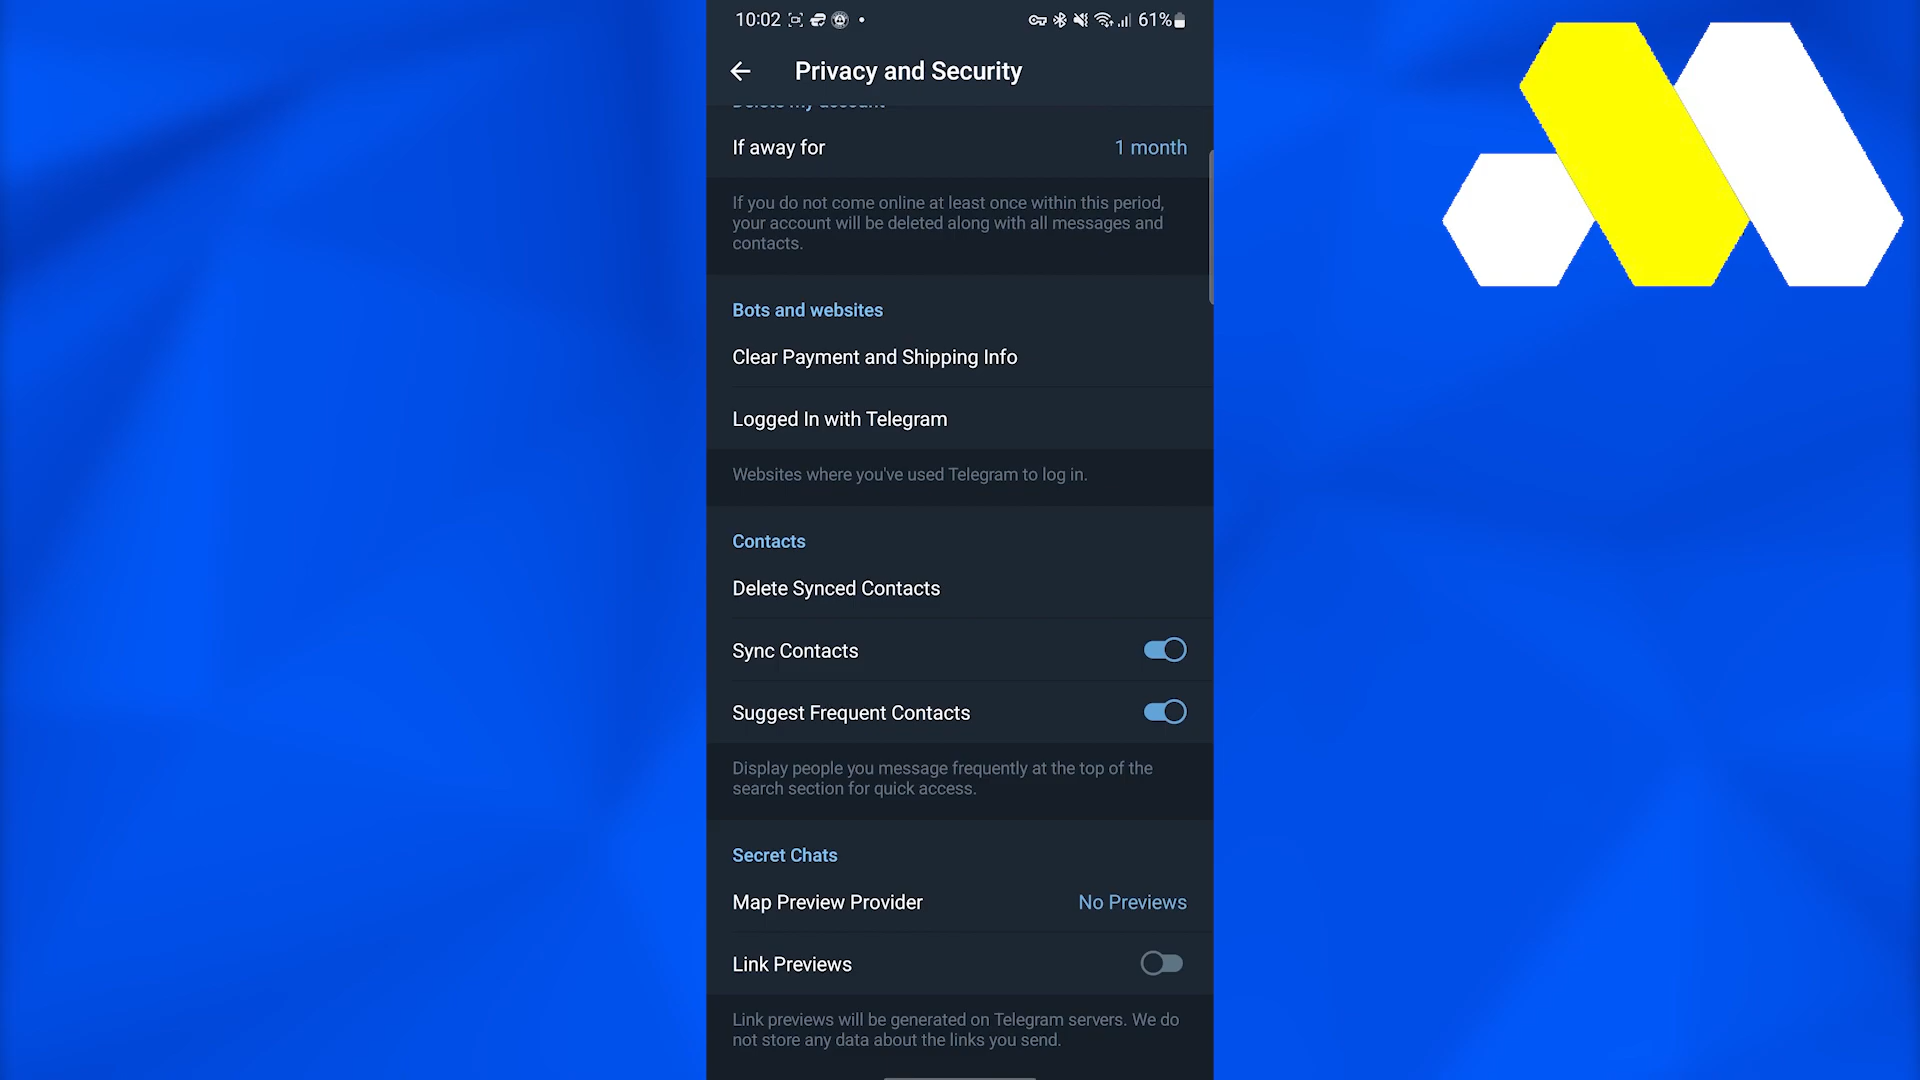 10:02
61%
Privacy and Security
Delete my account
If away for
1 month
If you do not come online at least once within this period,
your account will be deleted along with all messages and
contacts.
Bots and websites
Clear Payment and Shipping Info
Logged In with Telegram
Websites where you've used Telegram to log in.
Contacts
Delete Synced Contacts
Sync Contacts
Suggest Frequent Contacts
Display people you message frequently at the top of the
search section for quick access.
Secret Chats
Map Preview Provider
No Previews
Link Previews
Link previews will be generated on Telegram servers. We do
not store any data about the links you send.